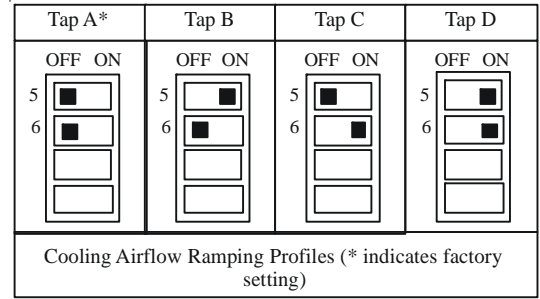 Tap A* Tap B Tap C Tap D
OFF ON OFF ON OFF ON OFF ON
5 5 5 5
6 6 6 6
Cooling Airflow Ramping Profiles (* indicates factory
setting)